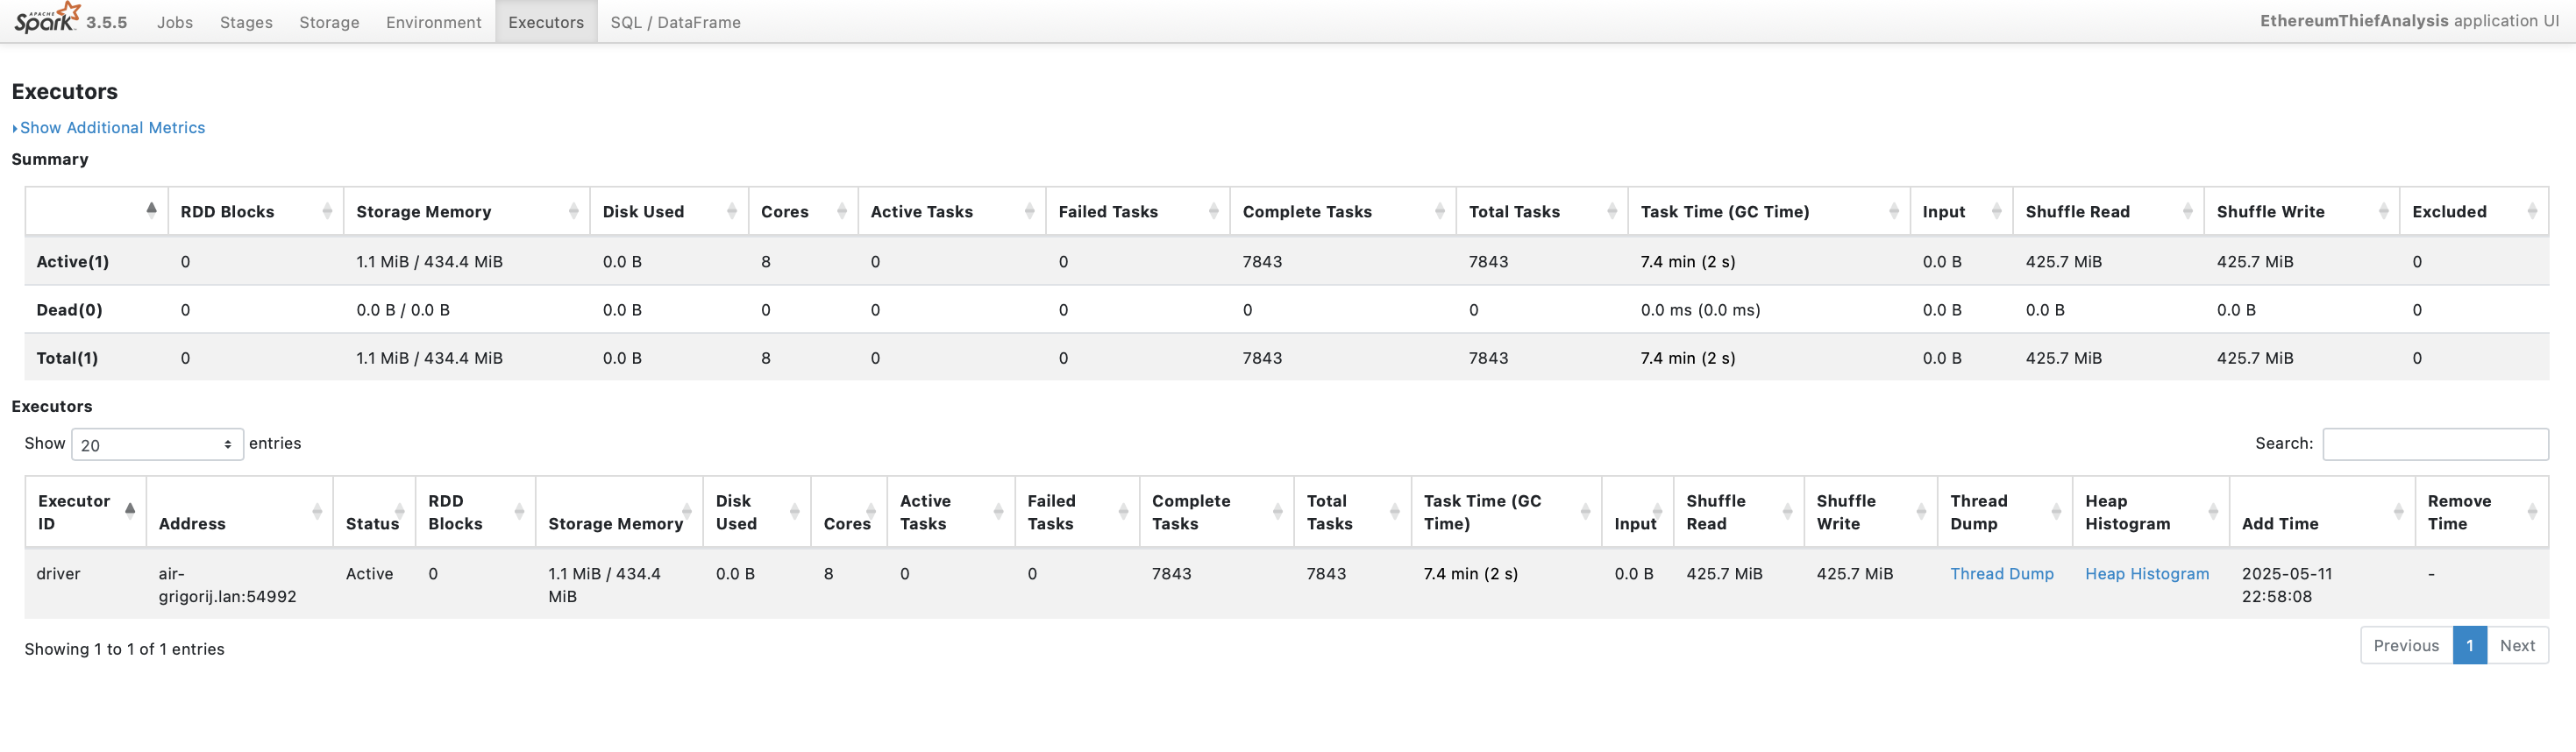 APACHE Spark 3.5.5 Jobs Stages Storage Environment Executors SQL / DataFrame EthereumThiefAnalysis application UI
Executors
Show Additional Metrics
Summary
RDD Blocks Storage Memory Disk Used Cores Active Tasks Failed Tasks Complete Tasks Total Tasks Task Time (GC Time) Input Shuffle Read Shuffle Write Excluded
Active(1) 0 1.1 MiB / 434.4 MiB 0.0 B 8 0 0 7843 7843 7.4 min (2 s) 0.0 B 425.7 MiB 425.7 MiB 0
Dead(0) 0 0.0 B / 0.0 B 0.0 B 0 0 0 0 0 0.0 ms (0.0 ms) 0.0 B 0.0 B 0.0 B 0
Total(1) 0 1.1 MiB / 434.4 MiB 0.0 B 8 0 0 7843 7843 7.4 min (2 s) 0.0 B 425.7 MiB 425.7 MiB 0
Executors
Show 20 entries Search:
Executor ID Address Status RDD Blocks Storage Memory Disk Used Cores Active Tasks Failed Tasks Complete Tasks Total Tasks Task Time (GC Time) Input Shuffle Read Shuffle Write Thread Dump Heap Histogram Add Time Remove Time
driver air-grigorij.lan:54992 Active 0 1.1 MiB / 434.4 MiB 0.0 B 8 0 0 7843 7843 7.4 min (2 s) 0.0 B 425.7 MiB 425.7 MiB Thread Dump Heap Histogram 2025-05-11 22:58:08 -
Showing 1 to 1 of 1 entries Previous 1 Next